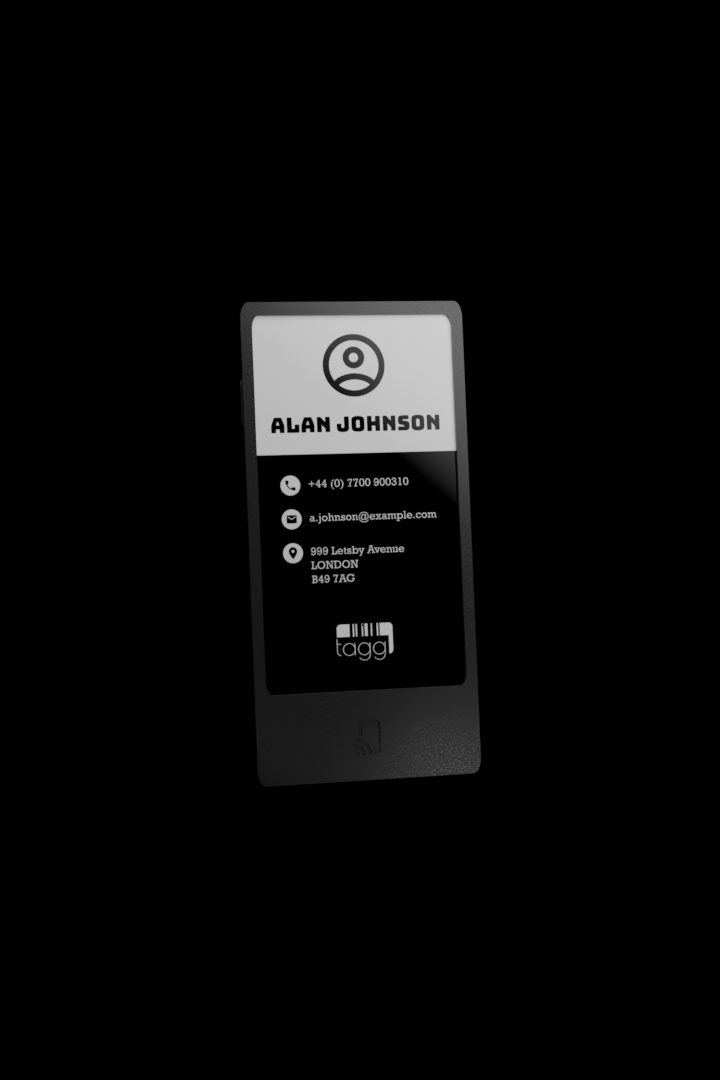 ALAN JOHNSON
+44 (0) 7700 900310
a.johnson@example.com
999 Letsby Avenue
LONDON
B49 7AG
tagg